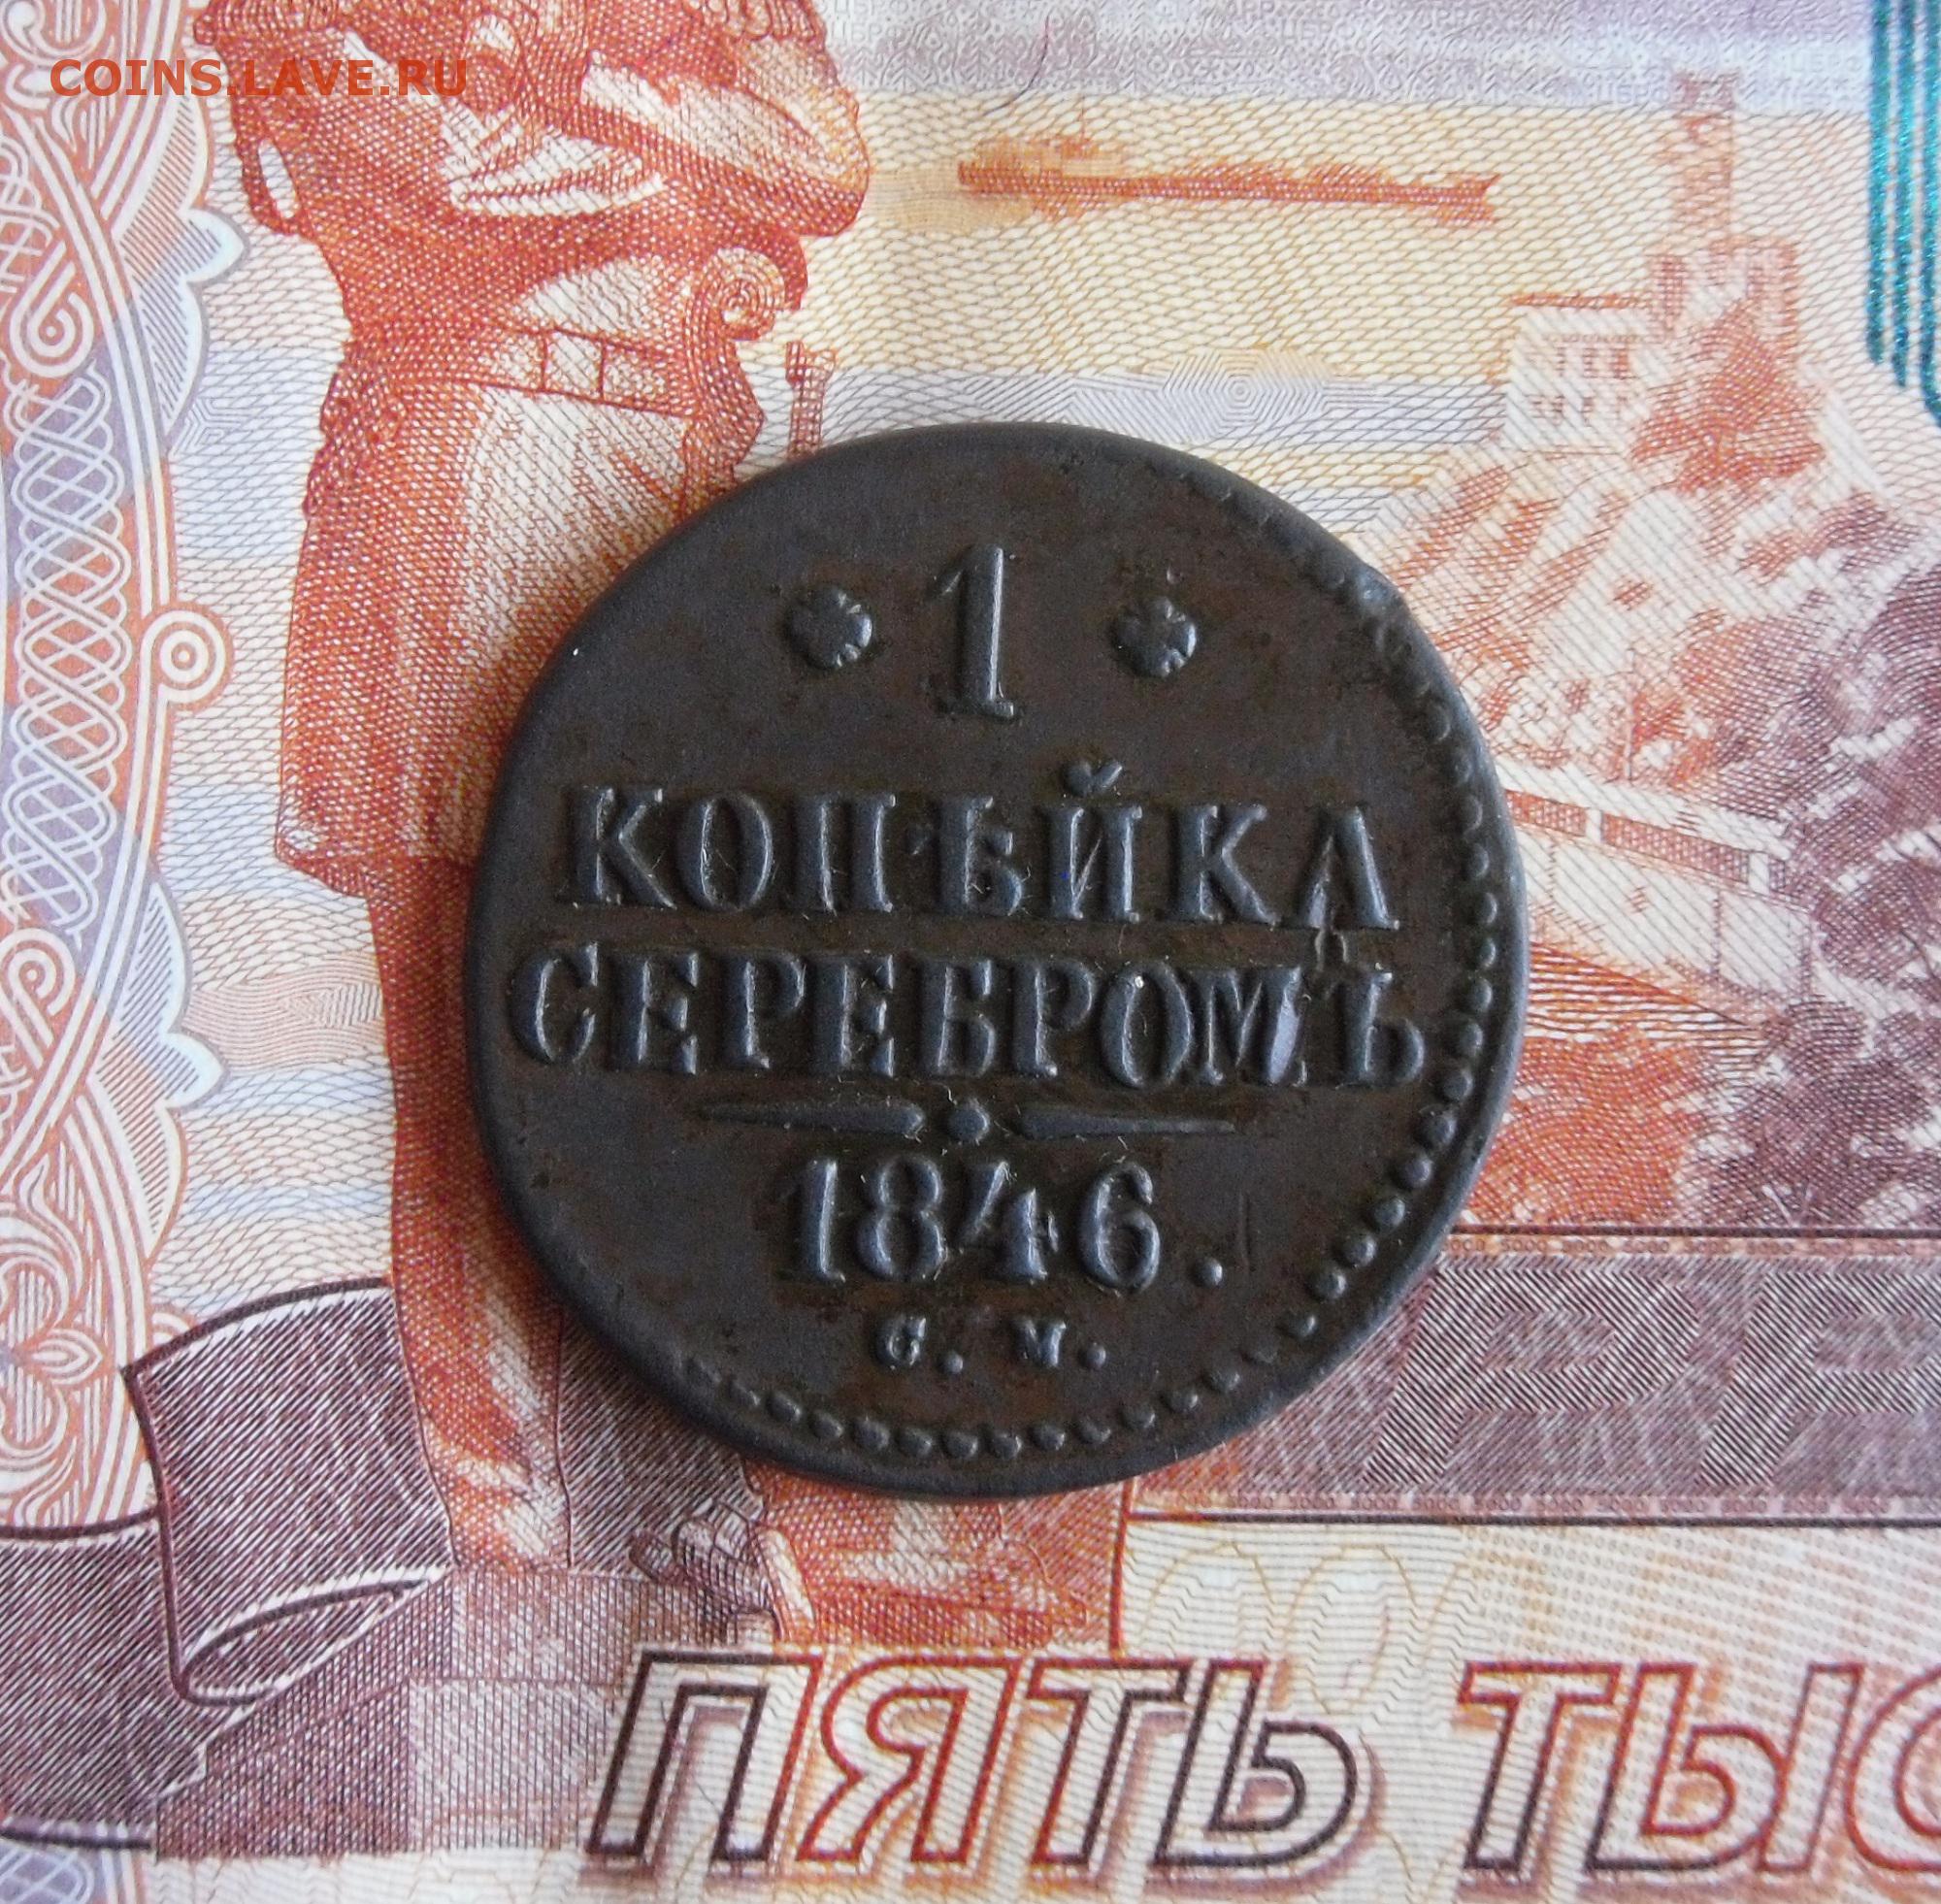 COINS.LAVE.RU
1
КОПѢЙКА
СЕРЕБРОМЪ
1846.
С. М.
ПЯТЬ ТЫС